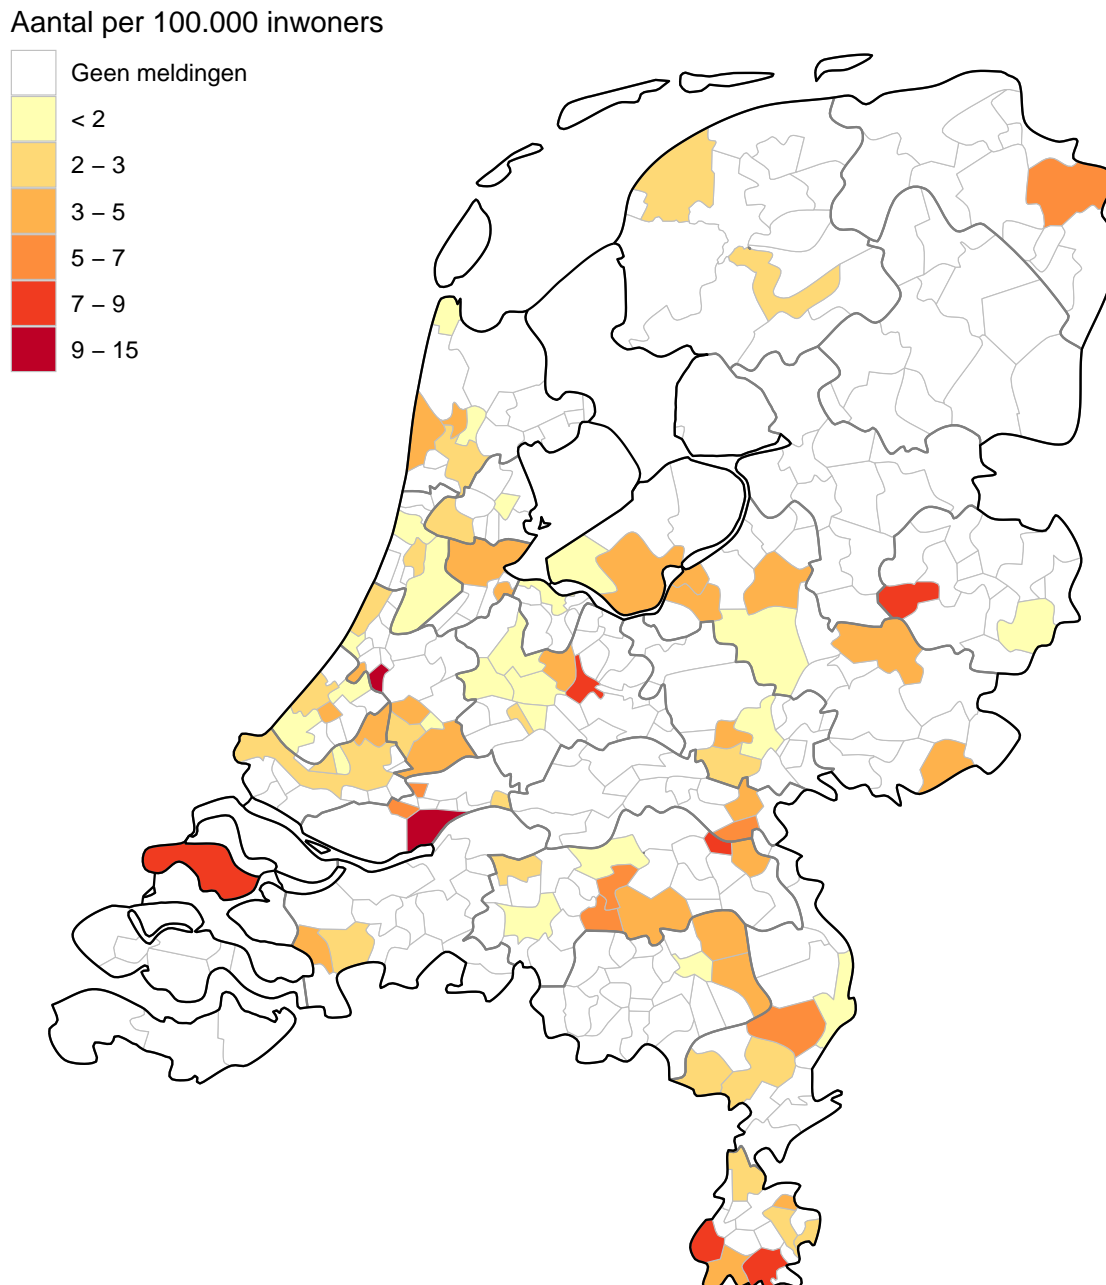 Aantal per 100.000 inwoners
Geen meldingen
< 2
2 – 3
3 – 5
5 – 7
7 – 9
9 – 15